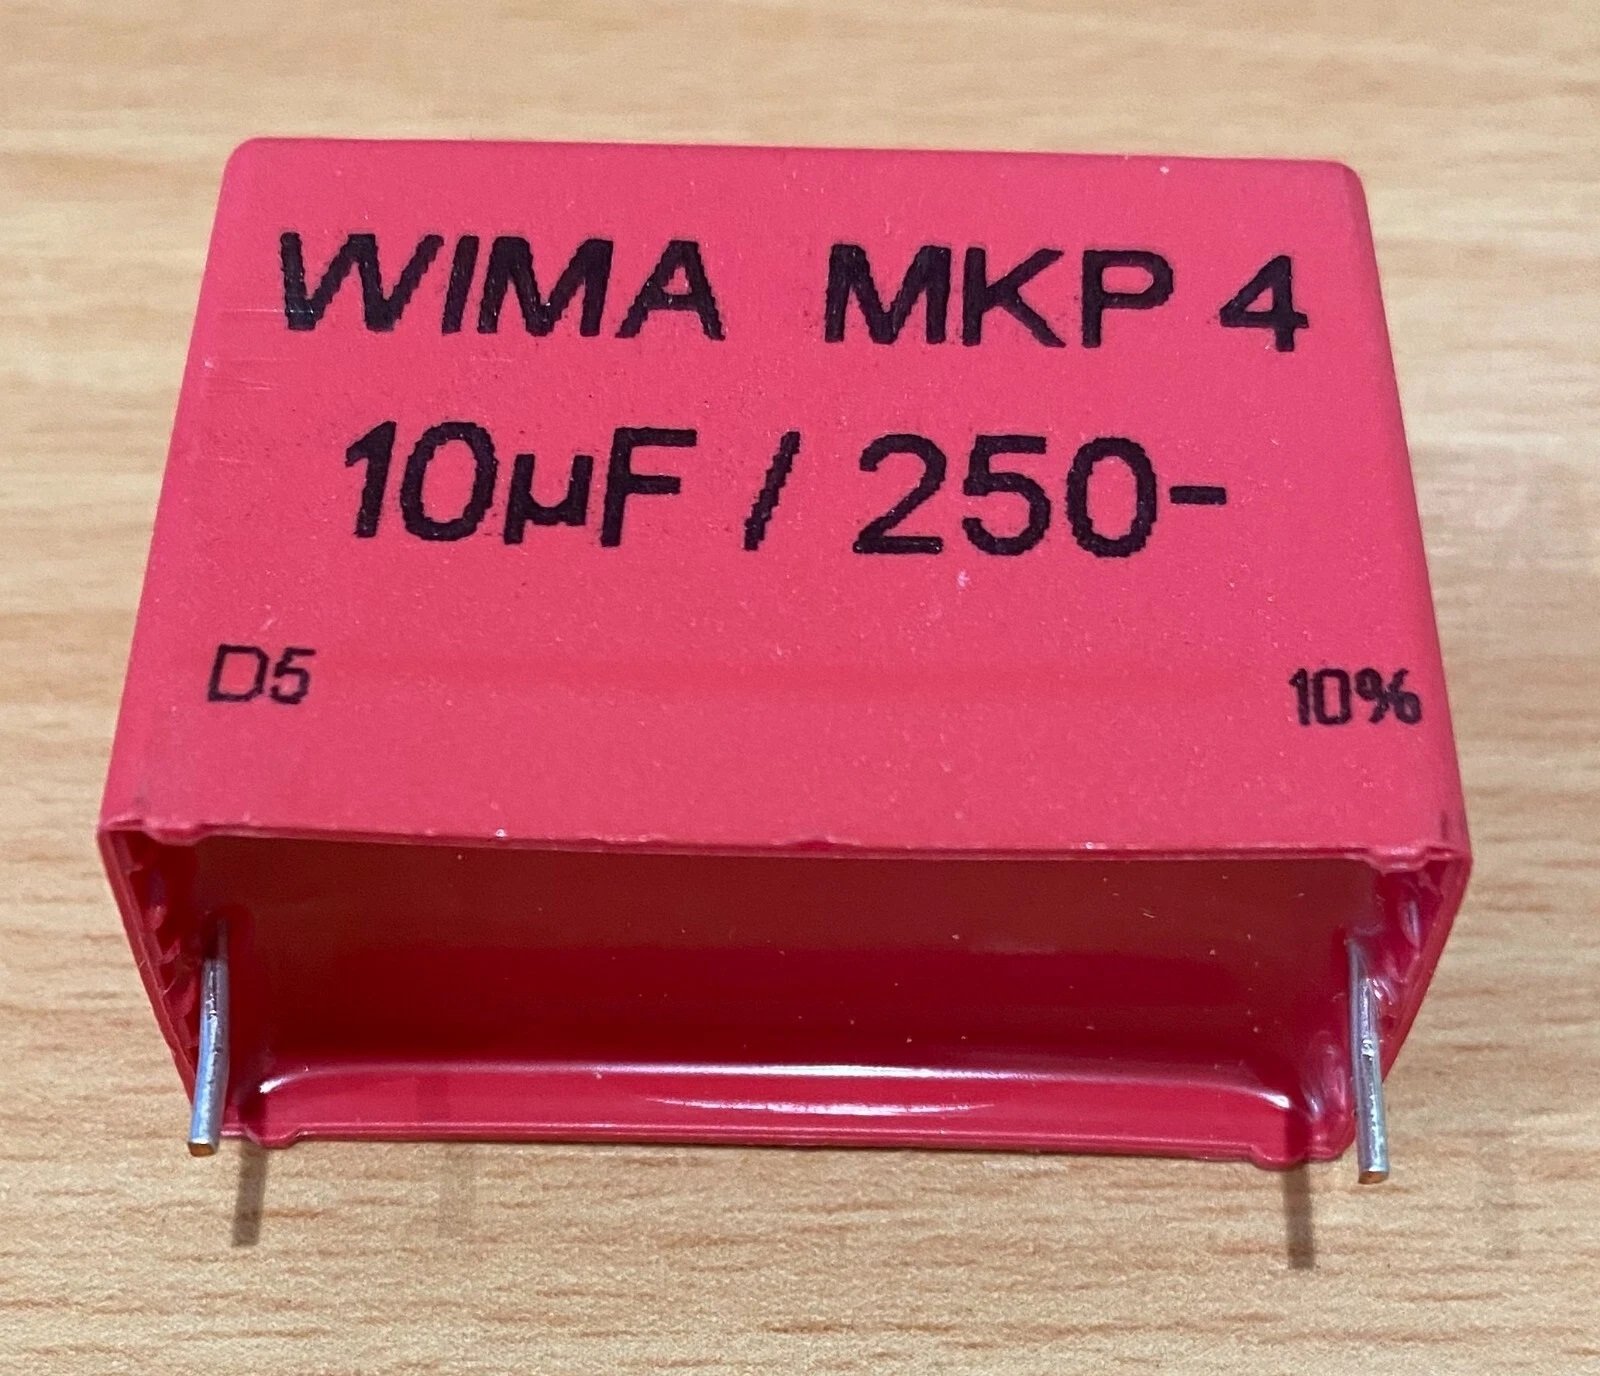 WIMA MKP 4
10µF / 250-
D5 10%